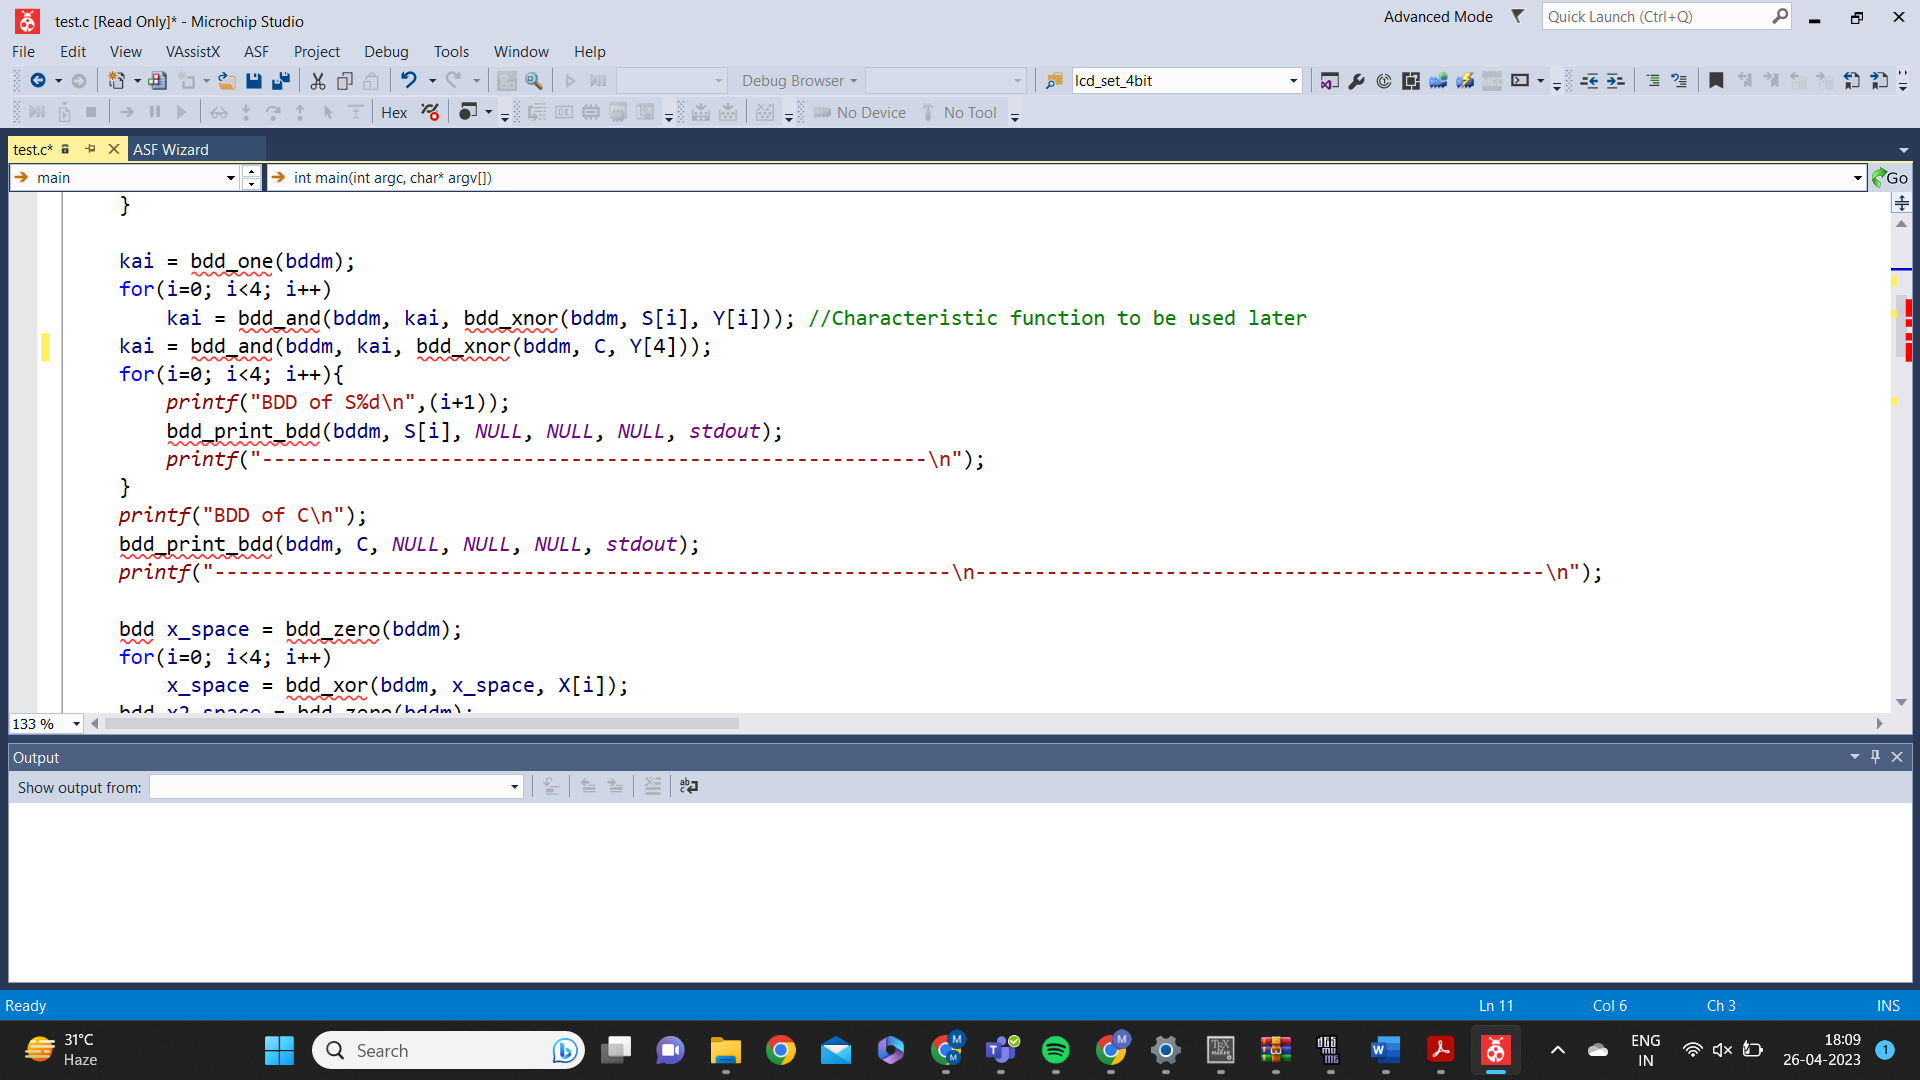 test.c [Read Only]* - Microchip Studio
Advanced Mode
Quick Launch (Ctrl+Q)
File Edit View VAssistX ASF Project Debug Tools Window Help
Debug Browser
lcd_set_4bit
Hex
No Device
No Tool
test.c*
ASF Wizard
main
int main(int argc, char* argv[])
Go
}
kai = bdd_one(bddm);
for(i=0; i<4; i++)
kai = bdd_and(bddm, kai, bdd_xnor(bddm, S[i], Y[i])); //Characteristic function to be used later
kai = bdd_and(bddm, kai, bdd_xnor(bddm, C, Y[4]));
for(i=0; i<4; i++){
printf("BDD of S%d\n",(i+1));
bdd_print_bdd(bddm, S[i], NULL, NULL, NULL, stdout);
printf("--------------------------------------------------------\n");
}
printf("BDD of C\n");
bdd_print_bdd(bddm, C, NULL, NULL, NULL, stdout);
printf("--------------------------------------------------------------\n------------------------------------------------\n");
bdd x_space = bdd_zero(bddm);
for(i=0; i<4; i++)
x_space = bdd_xor(bddm, x_space, X[i]);
bdd x2_space = bdd_zero(bddm);
133 %
Output
Show output from:
Ready
Ln 11
Col 6
Ch 3
INS
31°C
Haze
Search
ENG
IN
18:09
26-04-2023
1